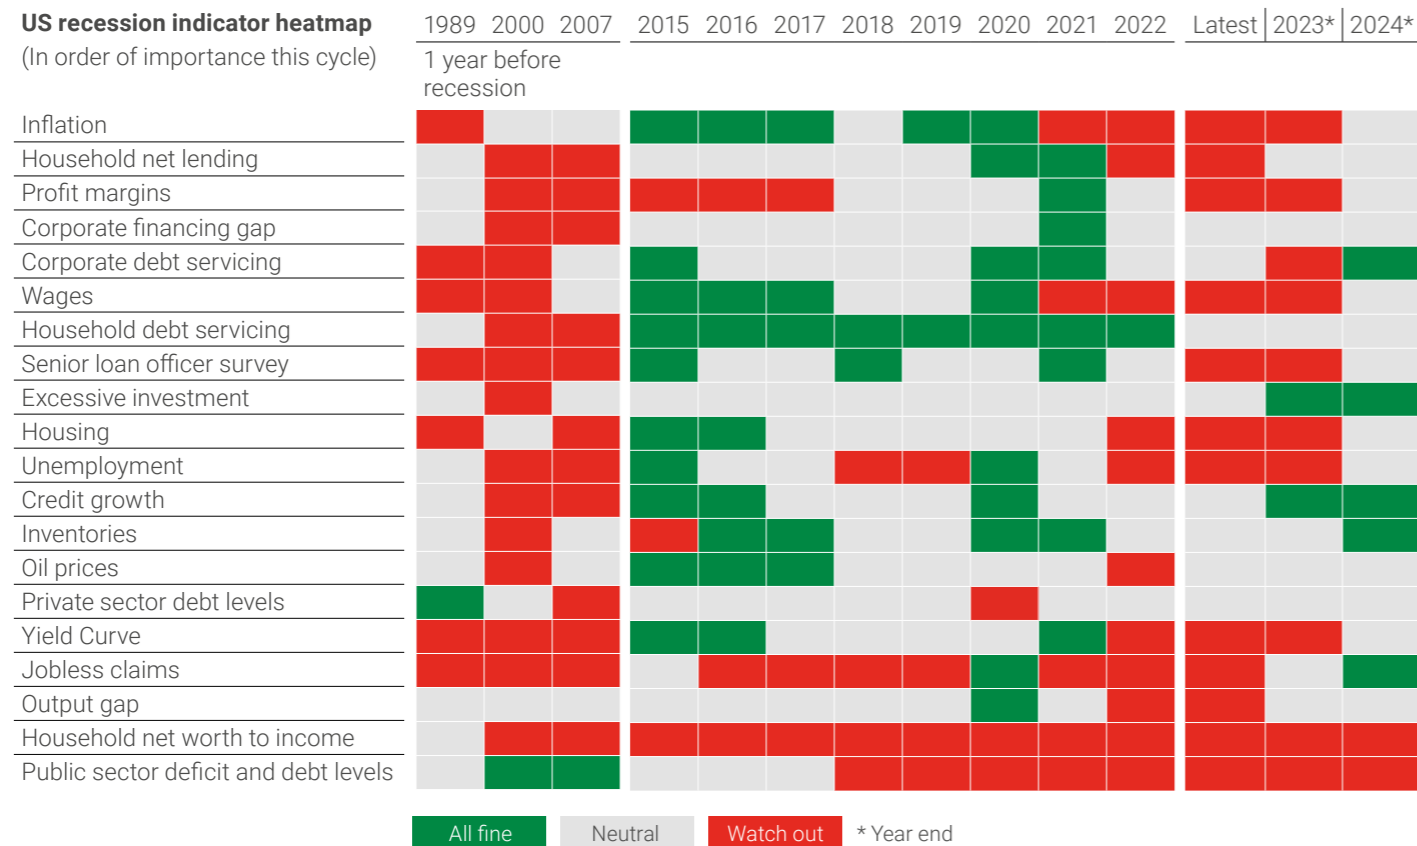 US recession indicator heatmap
(In order of importance this cycle)
1989 2000 2007 2015 2016 2017 2018 2019 2020 2021 2022 Latest 2023* 2024*
1 year before
recession
Inflation
Household net lending
Profit margins
Corporate financing gap
Corporate debt servicing
Wages
Household debt servicing
Senior loan officer survey
Excessive investment
Housing
Unemployment
Credit growth
Inventories
Oil prices
Private sector debt levels
Yield Curve
Jobless claims
Output gap
Household net worth to income
Public sector deficit and debt levels
All fine Neutral Watch out * Year end